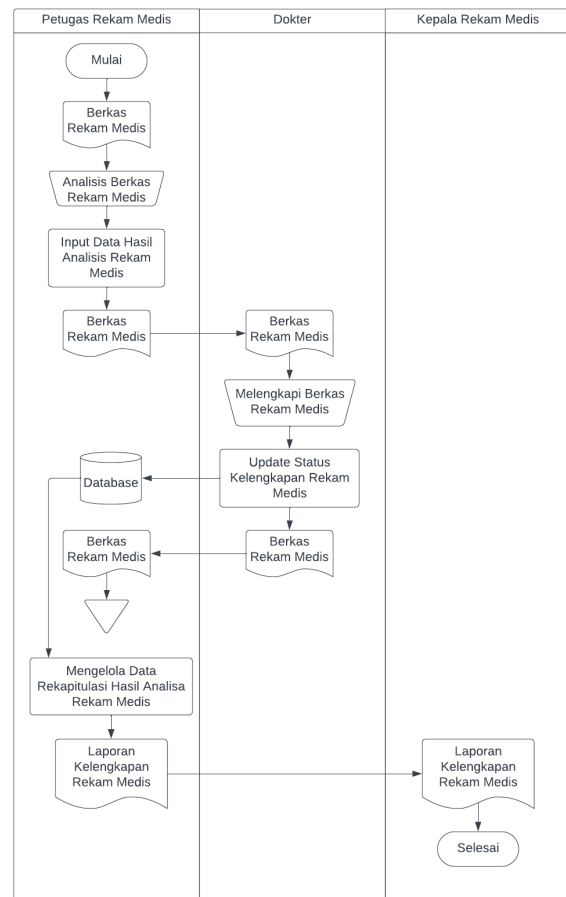 Petugas Rekam Medis
Dokter
Kepala Rekam Medis
Mulai
Berkas
Rekam Medis
Analisis Berkas
Rekam Medis
Input Data Hasil
Analisis Rekam
Medis
Berkas
Rekam Medis
Berkas
Rekam Medis
Melengkapi Berkas
Rekam Medis
Update Status
Kelengkapan Rekam
Medis
Database
Berkas
Rekam Medis
Berkas
Rekam Medis
Mengelola Data
Rekapitulasi Hasil Analisa
Rekam Medis
Laporan
Kelengkapan
Rekam Medis
Laporan
Kelengkapan
Rekam Medis
Selesai